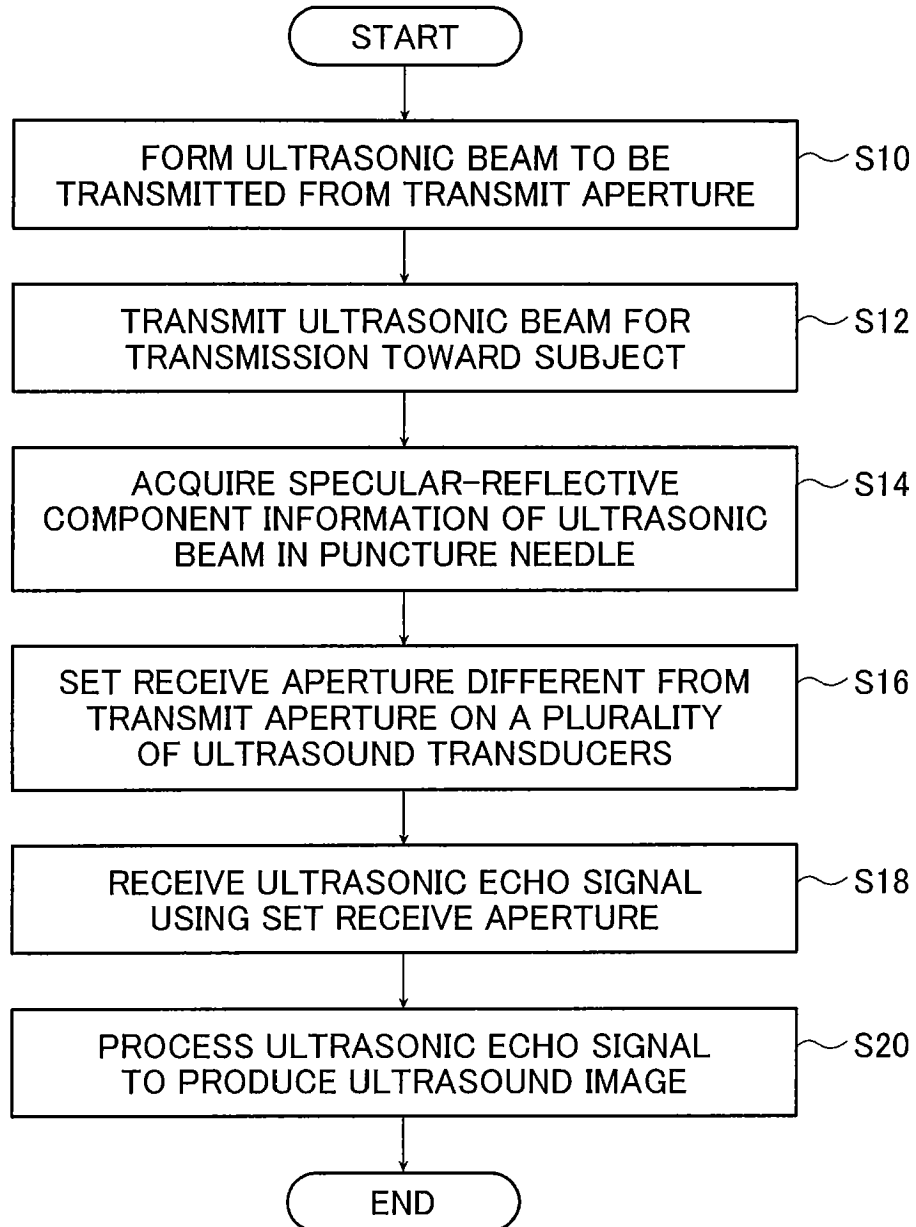 START
FORM ULTRASONIC BEAM TO BE
TRANSMITTED FROM TRANSMIT APERTURE
S10
TRANSMIT ULTRASONIC BEAM FOR
TRANSMISSION TOWARD SUBJECT
S12
ACQUIRE SPECULAR-REFLECTIVE
COMPONENT INFORMATION OF ULTRASONIC
BEAM IN PUNCTURE NEEDLE
S14
SET RECEIVE APERTURE DIFFERENT FROM
TRANSMIT APERTURE ON A PLURALITY
OF ULTRASOUND TRANSDUCERS
S16
RECEIVE ULTRASONIC ECHO SIGNAL
USING SET RECEIVE APERTURE
S18
PROCESS ULTRASONIC ECHO SIGNAL
TO PRODUCE ULTRASOUND IMAGE
S20
END